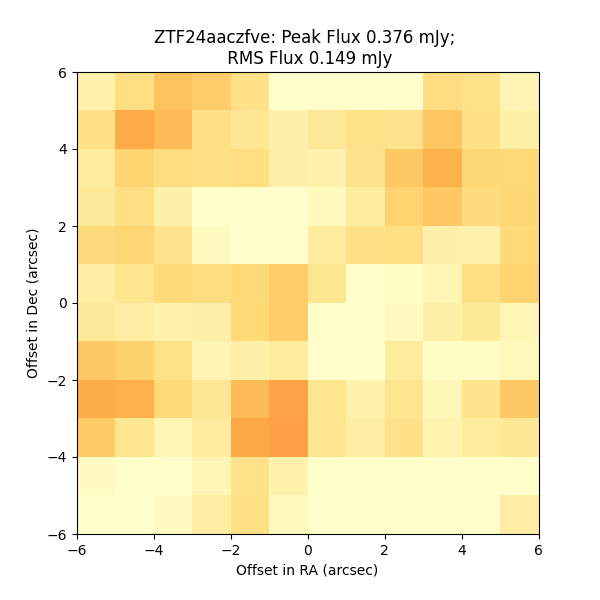 ZTF24aaczfve: Peak Flux 0.376 mJy;
RMS Flux 0.149 mJy
6
4
2
0
−2
−4
−6
Offset in Dec (arcsec)
−6 −4 −2 0 2 4 6
Offset in RA (arcsec)